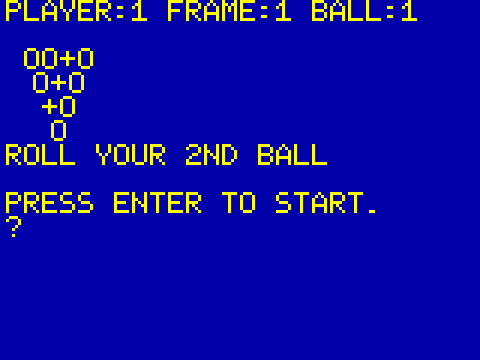 PLAYER:1 FRAME:1 BALL:1
OO+O
O+O
+O
O
ROLL YOUR 2ND BALL
PRESS ENTER TO START.
?